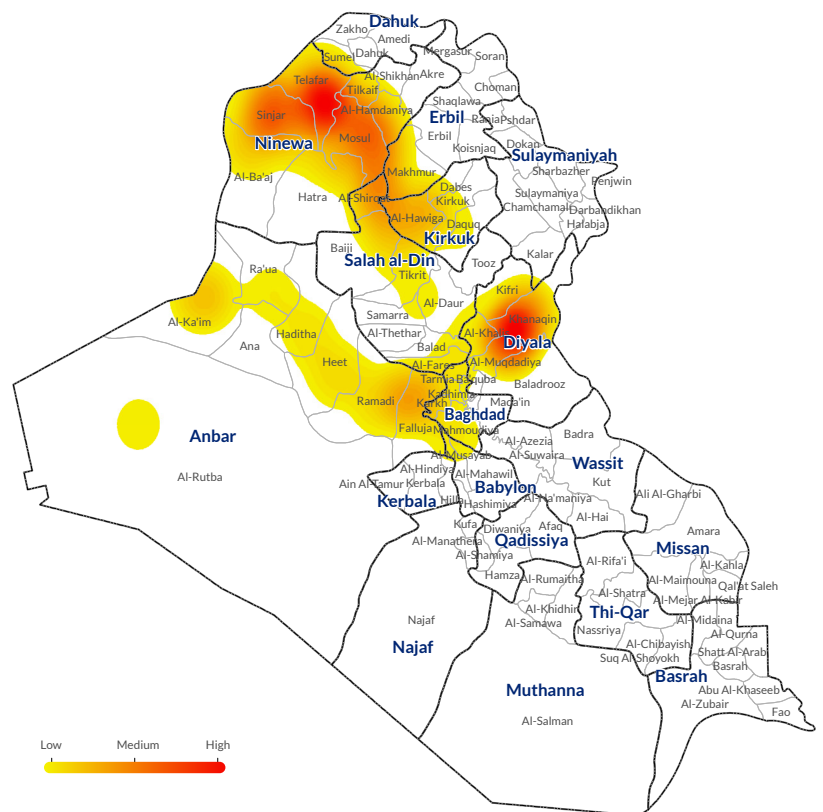 Dahuk
Zakho
Amedi
Sumel
Dahuk
Mergasur
Soran
Telafar
Al-Shikhan
Akre
Tilkaif
Choman
Al-Hamdaniya
Shaqlawa
Sinjar
Erbil
Rania
Pshdar
Ninewa
Mosul
Erbil
Dokan
Koisnjaq
Sulaymaniyah
Al-Ba'aj
Makhmur
Sharbazher
Penjwin
Hatra
Al-Shirqat
Dabes
Kirkuk
Sulaymaniya
Chamchamal
Darbandikhan
Al-Hawiga
Daquq
Halabja
Kirkuk
Baiji
Salah al-Din
Kalar
Ra'ua
Tikrit
Tooz
Kifri
Al-Ka'im
Samarra
Al-Daur
Khanaqin
Haditha
Al-Thethar
Al-Khalis
Ana
Balad
Diyala
Heet
Al-Fares
Al-Muqdadiya
Tarmia
Ba'quba
Baladrooz
Kadhimia
Ramadi
Karkh
Mada'in
Baghdad
Falluja
Mahmoudiya
Anbar
Al-Azezia
Badra
Al-Musayab
Al-Suwaira
Al-Rutba
Al-Hindiya
Al-Mahawil
Wassit
Ain Al-Tamur
Kerbala
Babylon
Kut
Kerbala
Hilla
Hashimiya
Al-Na'maniya
Ali Al-Gharbi
Al-Hai
Kufa
Diwaniya
Afaq
Amara
Al-Manathera
Qadissiya
Missan
Al-Shamiya
Al-Rifa'i
Al-Kahla
Hamza
Al-Rumaitha
Al-Maimouna
Qal'at Saleh
Al-Shatra
Al-Mejar Al-Kabir
Al-Khidhir
Thi-Qar
Najaf
Al-Samawa
Al-Midaina
Nassriya
Al-Qurna
Najaf
Al-Chibayish
Shatt Al-Arab
Suq Al-Shoyokh
Basrah
Basrah
Muthanna
Abu Al-Khaseeb
Al-Zubair
Al-Salman
Fao
Low
Medium
High